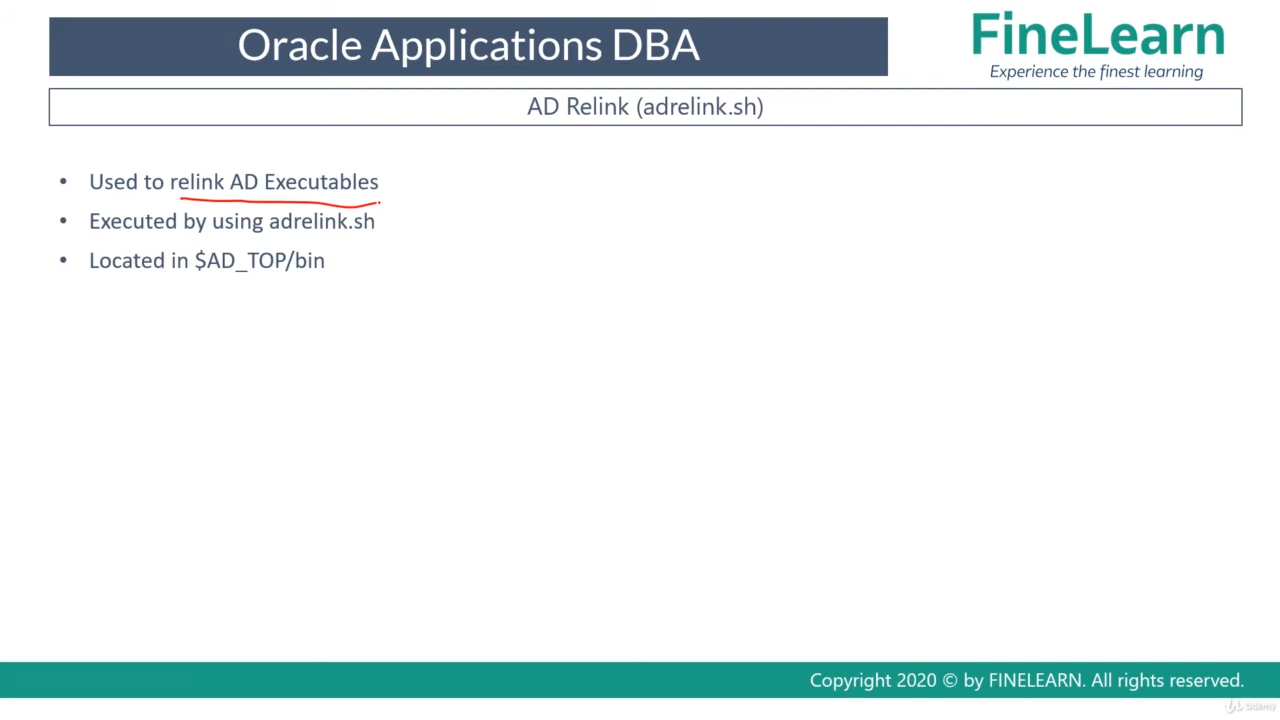 Oracle Applications DBA
FineLearn
Experience the finest learning
AD Relink (adrelink.sh)
• Used to relink AD Executables
• Executed by using adrelink.sh
• Located in $AD_TOP/bin
Copyright 2020 © by FINELEARN. All rights reserved.
Udemy